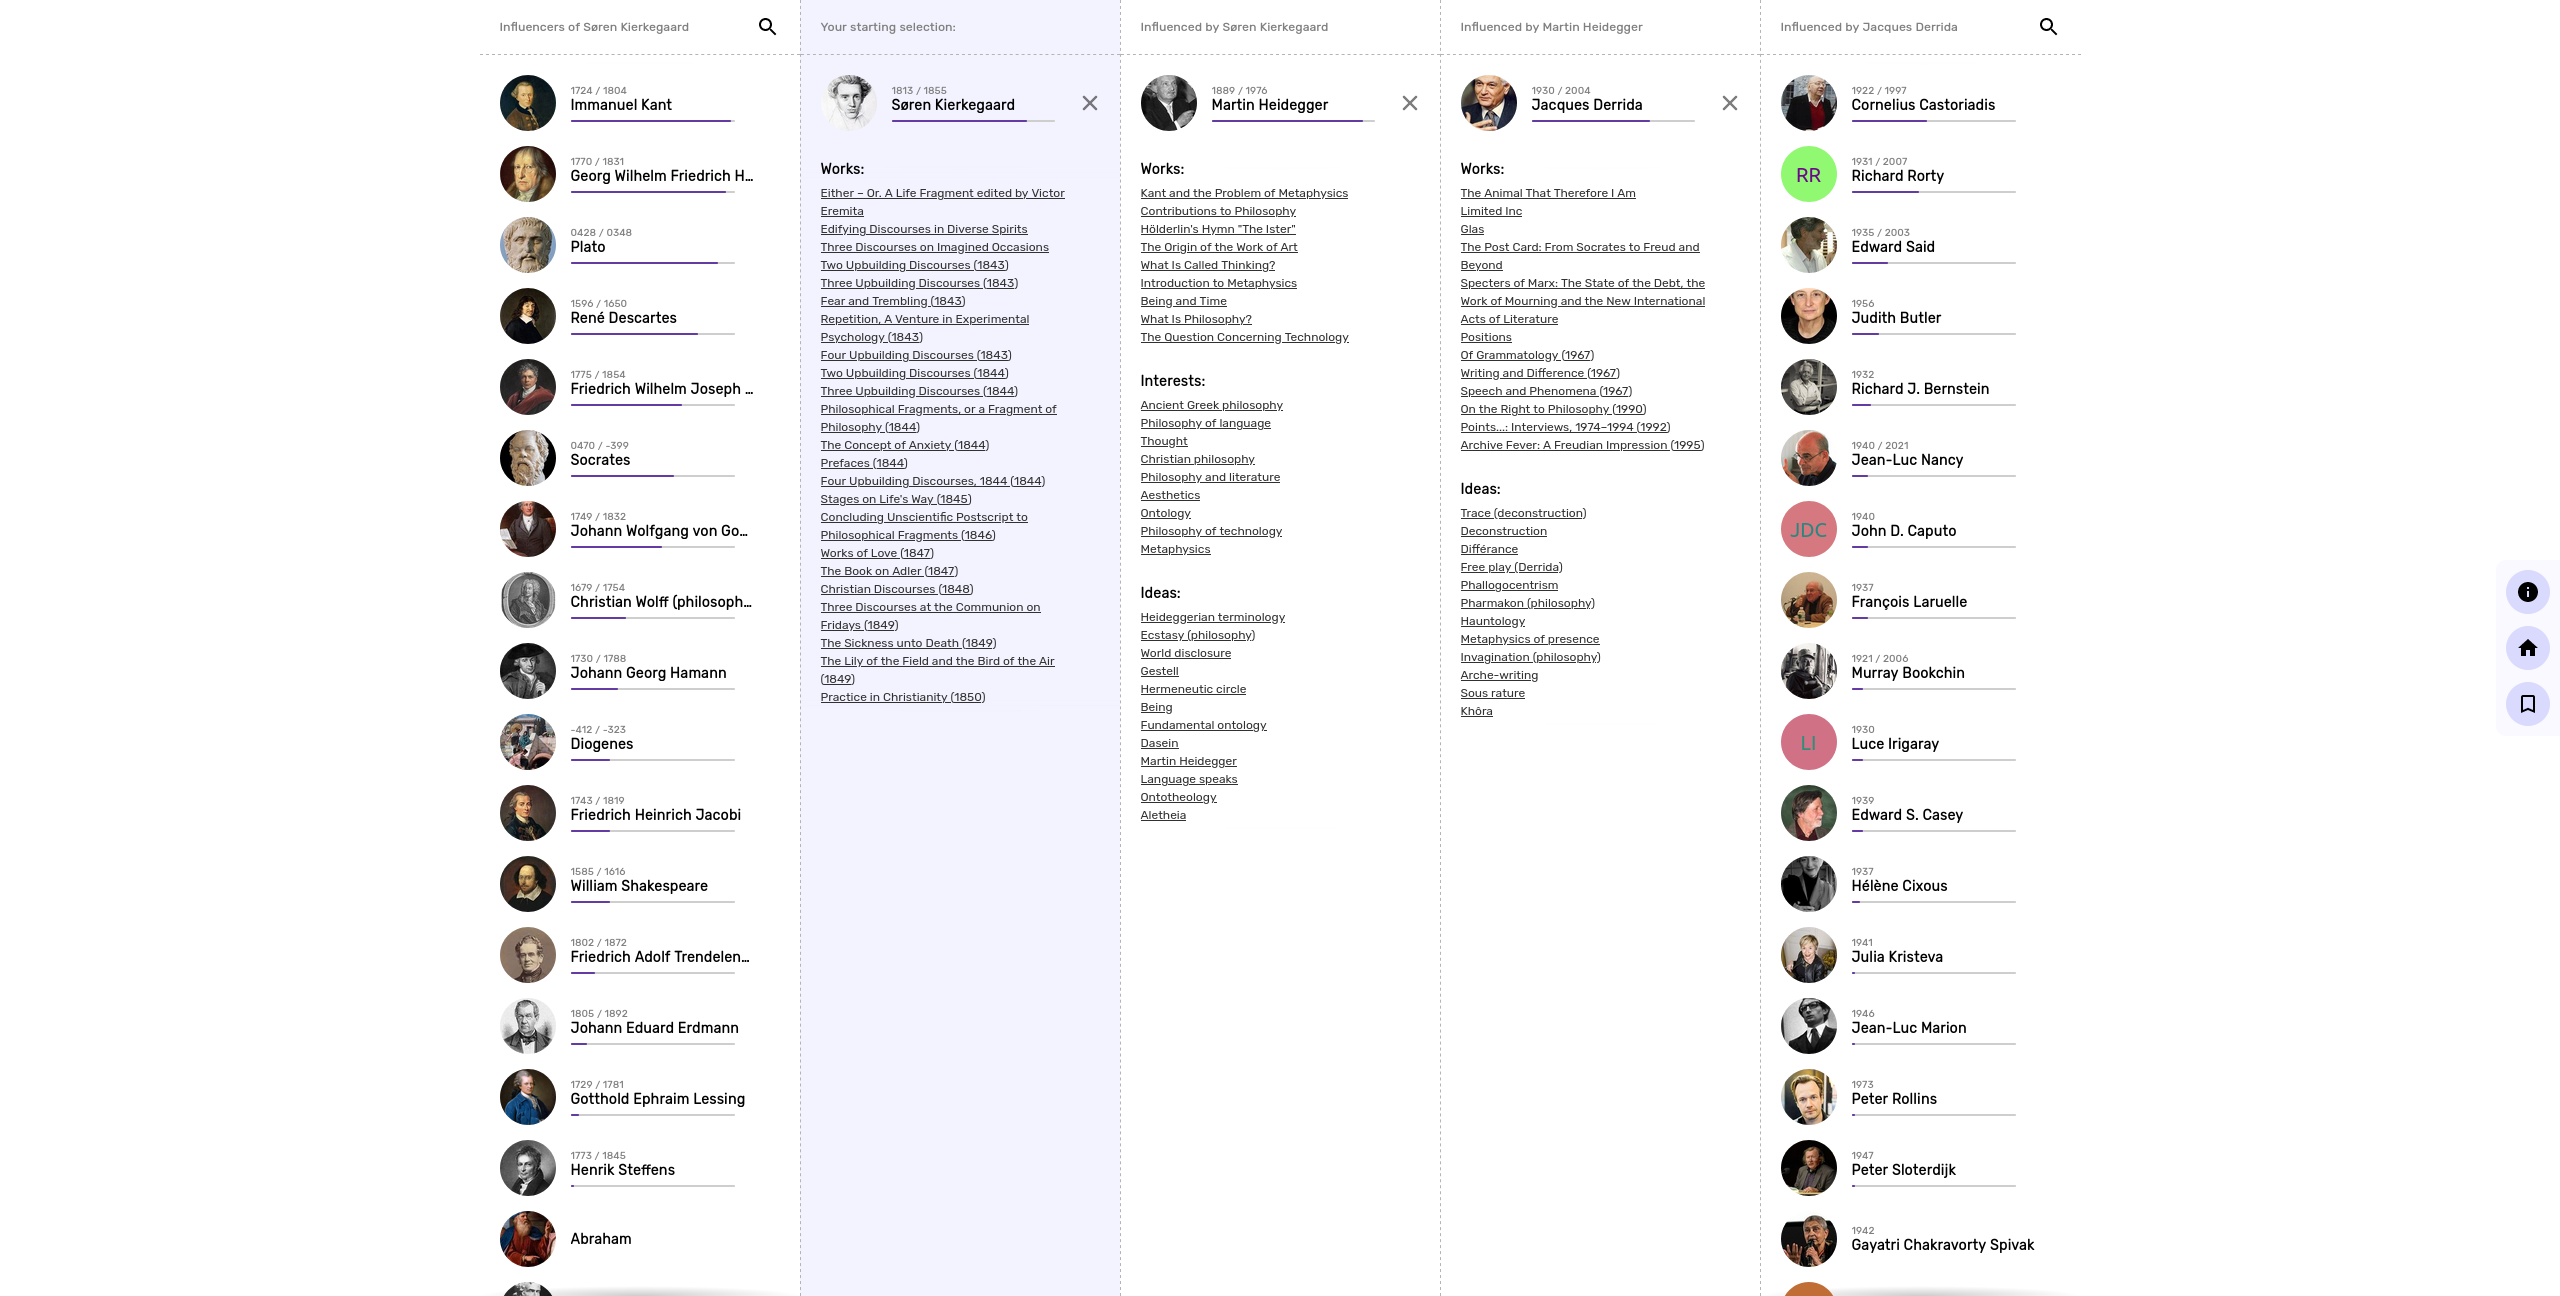 Influencers of Søren Kierkegaard
1724 / 1804
Immanuel Kant
1770 / 1831
Georg Wilhelm Friedrich H...
0428 / 0348
Plato
1596 / 1650
René Descartes
1775 / 1854
Friedrich Wilhelm Joseph ...
0470 / -399
Socrates
1749 / 1832
Johann Wolfgang von Go...
1679 / 1754
Christian Wolff (philosoph...
1730 / 1788
Johann Georg Hamann
-412 / -323
Diogenes
1743 / 1819
Friedrich Heinrich Jacobi
1585 / 1616
William Shakespeare
1802 / 1872
Friedrich Adolf Trendelen...
1805 / 1892
Johann Eduard Erdmann
1729 / 1781
Gotthold Ephraim Lessing
1773 / 1845
Henrik Steffens
Abraham
Your starting selection:
1813 / 1855
Søren Kierkegaard
Works:
Either – Or. A Life Fragment edited by Victor
Eremita
Edifying Discourses in Diverse Spirits
Three Discourses on Imagined Occasions
Two Upbuilding Discourses (1843)
Three Upbuilding Discourses (1843)
Fear and Trembling (1843)
Repetition, A Venture in Experimental
Psychology (1843)
Four Upbuilding Discourses (1843)
Two Upbuilding Discourses (1844)
Three Upbuilding Discourses (1844)
Philosophical Fragments, or a Fragment of
Philosophy (1844)
The Concept of Anxiety (1844)
Prefaces (1844)
Four Upbuilding Discourses, 1844 (1844)
Stages on Life's Way (1845)
Concluding Unscientific Postscript to
Philosophical Fragments (1846)
Works of Love (1847)
The Book on Adler (1847)
Christian Discourses (1848)
Three Discourses at the Communion on
Fridays (1849)
The Sickness unto Death (1849)
The Lily of the Field and the Bird of the Air
(1849)
Practice in Christianity (1850)
Influenced by Søren Kierkegaard
1889 / 1976
Martin Heidegger
Works:
Kant and the Problem of Metaphysics
Contributions to Philosophy
Hölderlin's Hymn "The Ister"
The Origin of the Work of Art
What Is Called Thinking?
Introduction to Metaphysics
Being and Time
What Is Philosophy?
The Question Concerning Technology
Interests:
Ancient Greek philosophy
Philosophy of language
Thought
Christian philosophy
Philosophy and literature
Aesthetics
Ontology
Philosophy of technology
Metaphysics
Ideas:
Heideggerian terminology
Ecstasy (philosophy)
World disclosure
Gestell
Hermeneutic circle
Being
Fundamental ontology
Dasein
Martin Heidegger
Language speaks
Ontotheology
Aletheia
Influenced by Martin Heidegger
1930 / 2004
Jacques Derrida
Works:
The Animal That Therefore I Am
Limited Inc
Glas
The Post Card: From Socrates to Freud and
Beyond
Specters of Marx: The State of the Debt, the
Work of Mourning and the New International
Acts of Literature
Positions
Of Grammatology (1967)
Writing and Difference (1967)
Speech and Phenomena (1967)
On the Right to Philosophy (1990)
Points...: Interviews, 1974–1994 (1992)
Archive Fever: A Freudian Impression (1995)
Ideas:
Trace (deconstruction)
Deconstruction
Différance
Free play (Derrida)
Phallogocentrism
Pharmakon (philosophy)
Hauntology
Metaphysics of presence
Invagination (philosophy)
Arche-writing
Sous rature
Khôra
Influenced by Jacques Derrida
1922 / 1997
Cornelius Castoriadis
RR
1931 / 2007
Richard Rorty
1935 / 2003
Edward Said
1956
Judith Butler
1932
Richard J. Bernstein
1940 / 2021
Jean-Luc Nancy
JDC
1940
John D. Caputo
1937
François Laruelle
1921 / 2006
Murray Bookchin
LI
1930
Luce Irigaray
1939
Edward S. Casey
1937
Hélène Cixous
1941
Julia Kristeva
1946
Jean-Luc Marion
1973
Peter Rollins
1947
Peter Sloterdijk
1942
Gayatri Chakravorty Spivak